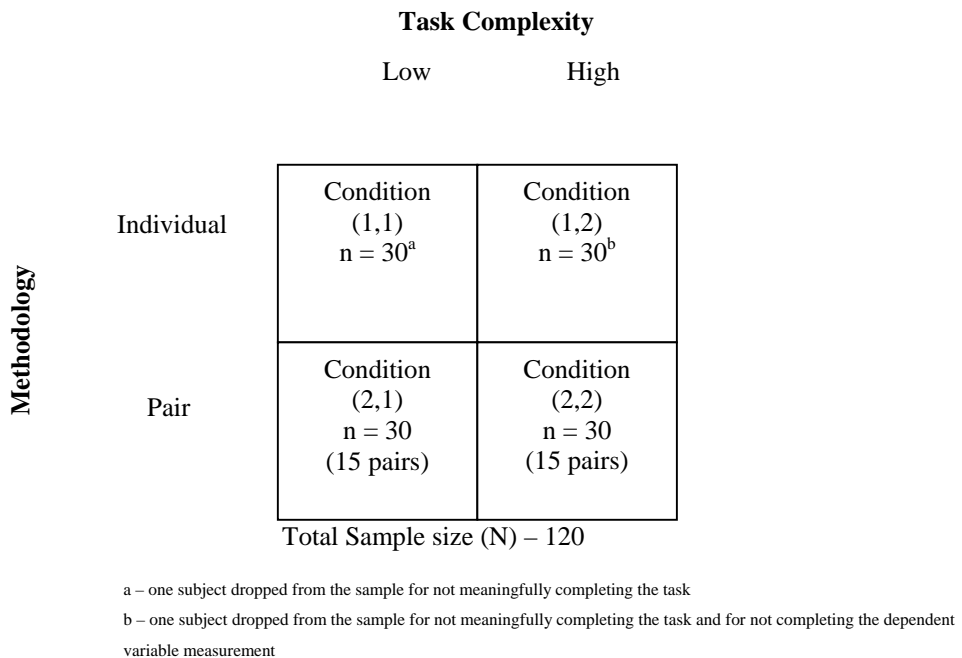 Task Complexity
Low High
Methodology
Individual
Condition
(1,1)
n = 30a
Condition
(1,2)
n = 30b
Pair
Condition
(2,1)
n = 30
(15 pairs)
Condition
(2,2)
n = 30
(15 pairs)
Total Sample size (N) – 120
a – one subject dropped from the sample for not meaningfully completing the task
b – one subject dropped from the sample for not meaningfully completing the task and for not completing the dependent
variable measurement